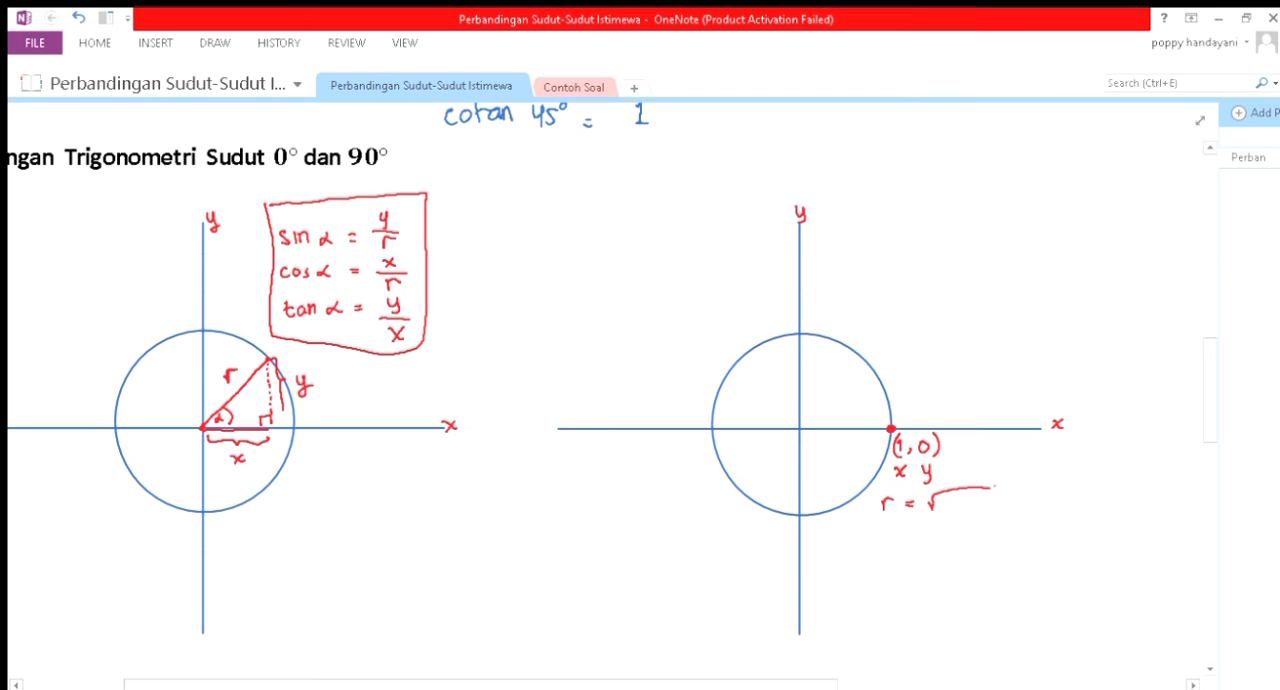 Perbandingan Sudut-Sudut Istimewa - OneNote (Product Activation Failed)
?
FILE HOME INSERT DRAW HISTORY REVIEW VIEW
poppy handayani
Perbandingan Sudut-Sudut I...
Perbandingan Sudut-Sudut Istimewa
Contoh Soal
+
Search (Ctrl+E)
cotan 45° = 1
Add P
Perban
ngan Trigonometri Sudut 0° dan 90°
y
sin α = y/r
cos α = x/r
tan α = y/x
r
y
α
x
x
y
x
(1, 0)
x y
r = √